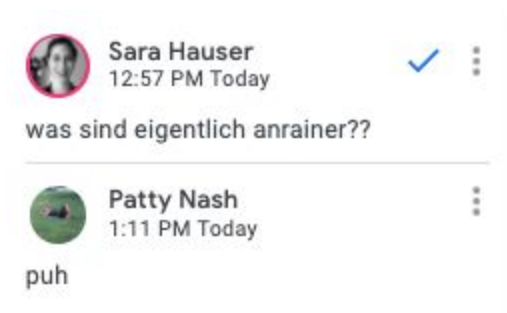 Sara Hauser
12:57 PM Today
was sind eigentlich anrainer??
Patty Nash
1:11 PM Today
puh